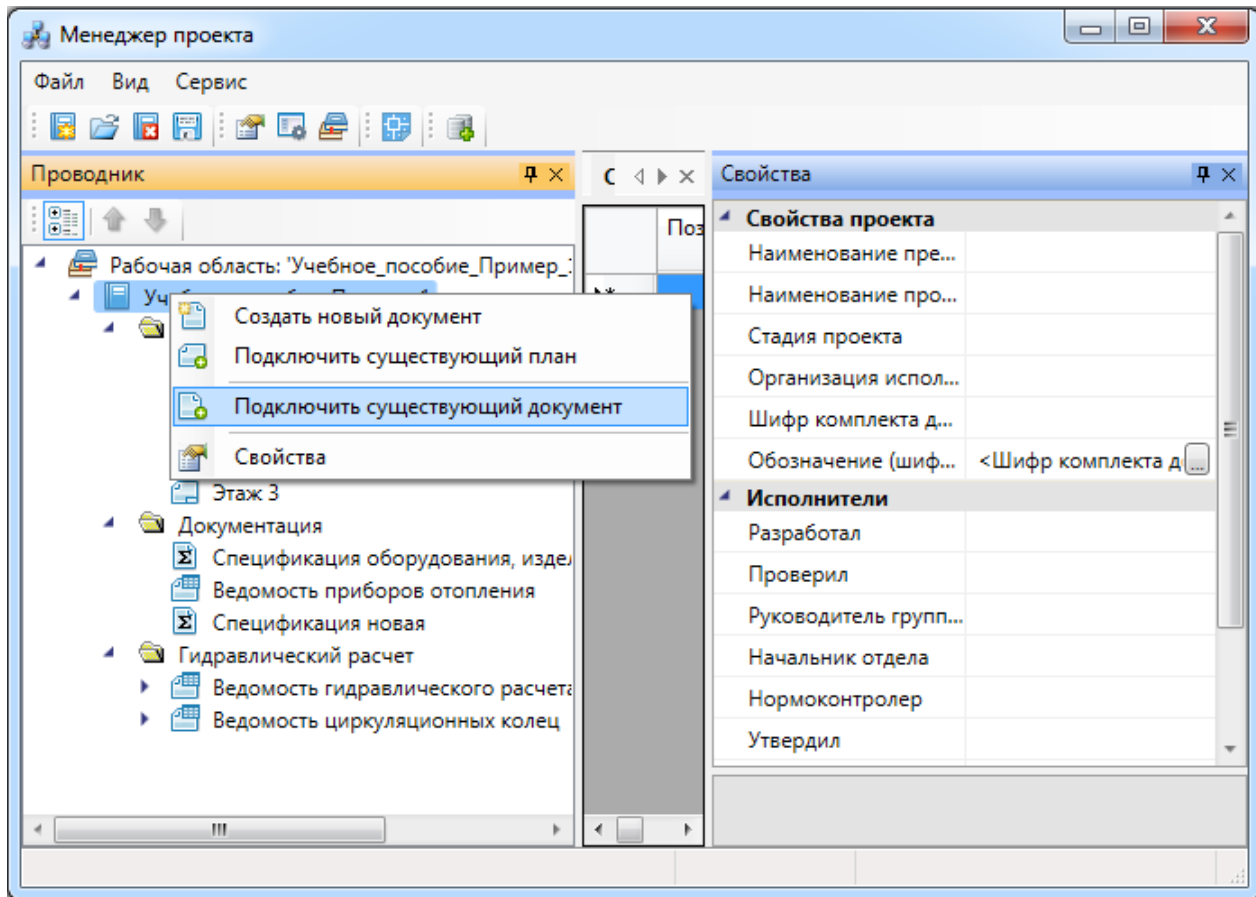 Менеджер проекта
Файл Вид Сервис
Проводник
Рабочая область: 'Учебное_пособие_Пример_
Создать новый документ
Подключить существующий план
Подключить существующий документ
Свойства
Этаж 3
Документация
Спецификация оборудования, изде
Ведомость приборов отопления
Спецификация новая
Гидравлический расчет
Ведомость гидравлического расчета
Ведомость циркуляционных колец
С
Поз
Свойства
Свойства проекта
Наименование пре...
Наименование про...
Стадия проекта
Организация испол...
Шифр комплекта д...
Обозначение (шиф... <Шифр комплекта д ...
Исполнители
Разработал
Проверил
Руководитель групп...
Начальник отдела
Нормоконтролер
Утвердил